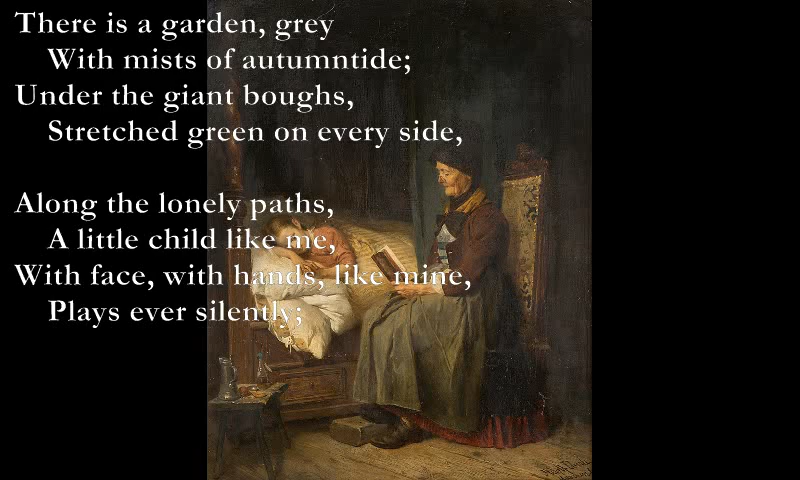 There is a garden, grey
With mists of autumntide;
Under the giant boughs,
Stretched green on every side,
Along the lonely paths,
A little child like me,
With face, with hands, like mine,
Plays ever silently;